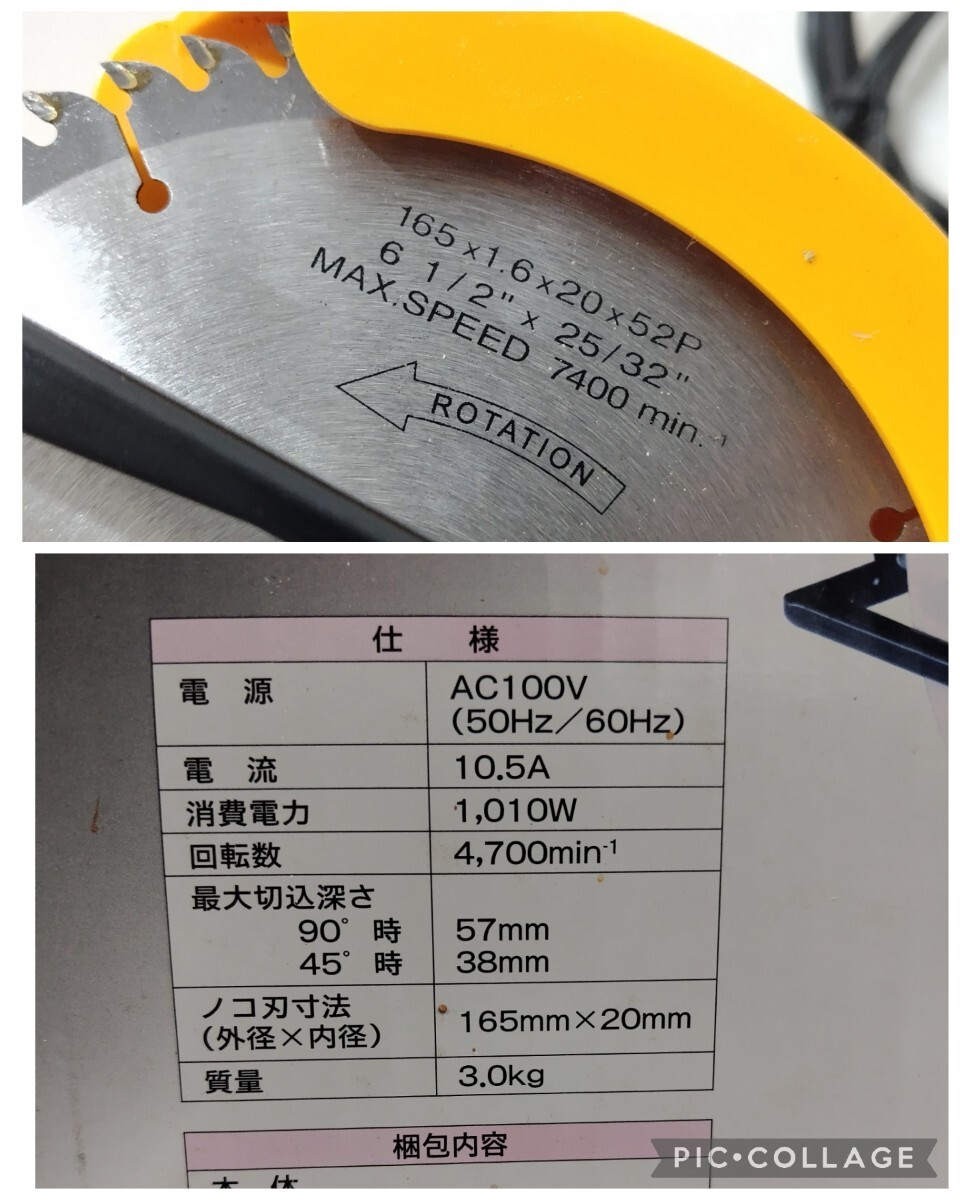 165×1.6×20×52P
6 1/2" × 25/32"
MAX.SPEED 7400 min.⁻¹
ROTATION
仕 様
電 源 AC100V
(50Hz/60Hz)
電 流 10.5A
消費電力 1,010W
回転数 4,700min⁻¹
最大切込深さ
90° 時 57mm
45° 時 38mm
ノコ刃寸法
(外径×内径) 165mm×20mm
質量 3.0kg
梱包内容
本 体
PIC•COLLAGE